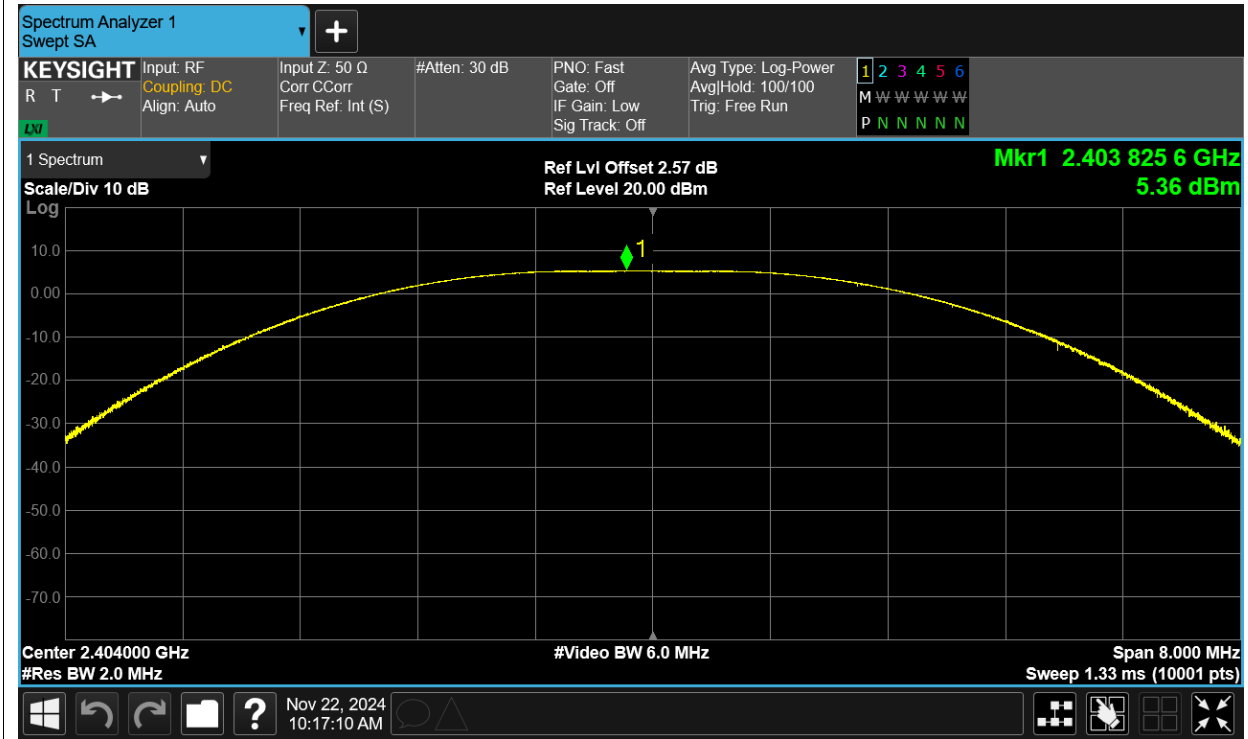 Spectrum Analyzer 1
Swept SA
KEYSIGHT
R T
LXI
Input: RF
Coupling: DC
Align: Auto
Input Z: 50 Ω
Corr CCorr
Freq Ref: Int (S)
#Atten: 30 dB
PNO: Fast
Gate: Off
IF Gain: Low
Sig Track: Off
Avg Type: Log-Power
Avg|Hold: 100/100
Trig: Free Run
1 2 3 4 5 6
M W W W W W W
P N N N N N N
1 Spectrum
Scale/Div 10 dB
Log
Ref Lvl Offset 2.57 dB
Ref Level 20.00 dBm
Mkr1 2.403 825 6 GHz
5.36 dBm
1
10.0
0.00
-10.0
-20.0
-30.0
-40.0
-50.0
-60.0
-70.0
Center 2.404000 GHz
#Res BW 2.0 MHz
#Video BW 6.0 MHz
Span 8.000 MHz
Sweep 1.33 ms (10001 pts)
?
Nov 22, 2024
10:17:10 AM